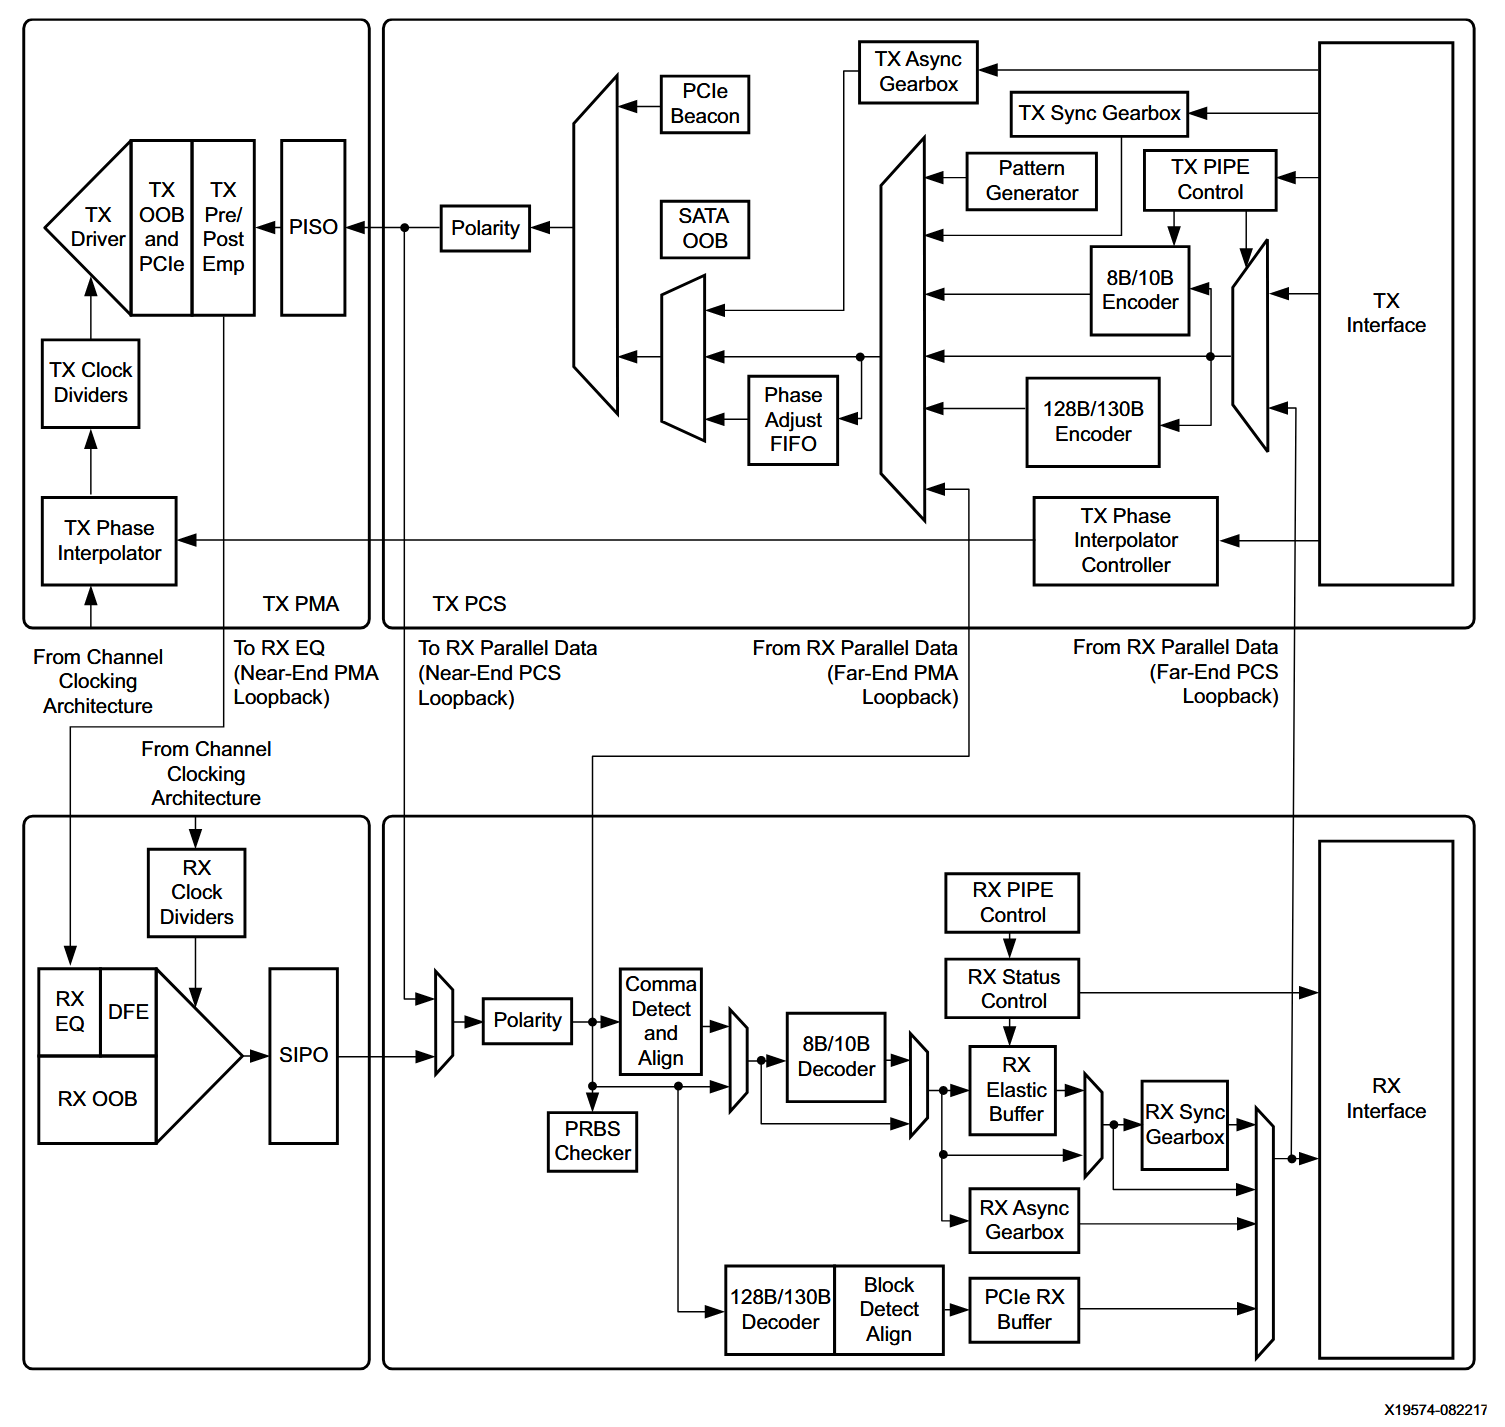 TX Async
Gearbox
PCIe
Beacon
TX Sync Gearbox
Pattern
Generator
TX PIPE
Control
TX
Driver
TX
OOB
and
PCIe
TX
Pre/
Post
Emp
PISO
Polarity
SATA
OOB
8B/10B
Encoder
TX
Interface
TX Clock
Dividers
Phase
Adjust
FIFO
128B/130B
Encoder
TX Phase
Interpolator
TX Phase
Interpolator
Controller
TX PMA
TX PCS
From Channel
Clocking
Architecture
To RX EQ
(Near-End PMA
Loopback)
To RX Parallel Data
(Near-End PCS
Loopback)
From RX Parallel Data
(Far-End PMA
Loopback)
From RX Parallel Data
(Far-End PCS
Loopback)
From Channel
Clocking
Architecture
RX
Clock
Dividers
RX PIPE
Control
RX
EQ
DFE
RX OOB
SIPO
Polarity
Comma
Detect
and
Align
8B/10B
Decoder
RX Status
Control
RX
Elastic
Buffer
RX Sync
Gearbox
RX
Interface
PRBS
Checker
RX Async
Gearbox
128B/130B
Decoder
Block
Detect
Align
PCIe RX
Buffer
X19574-082217